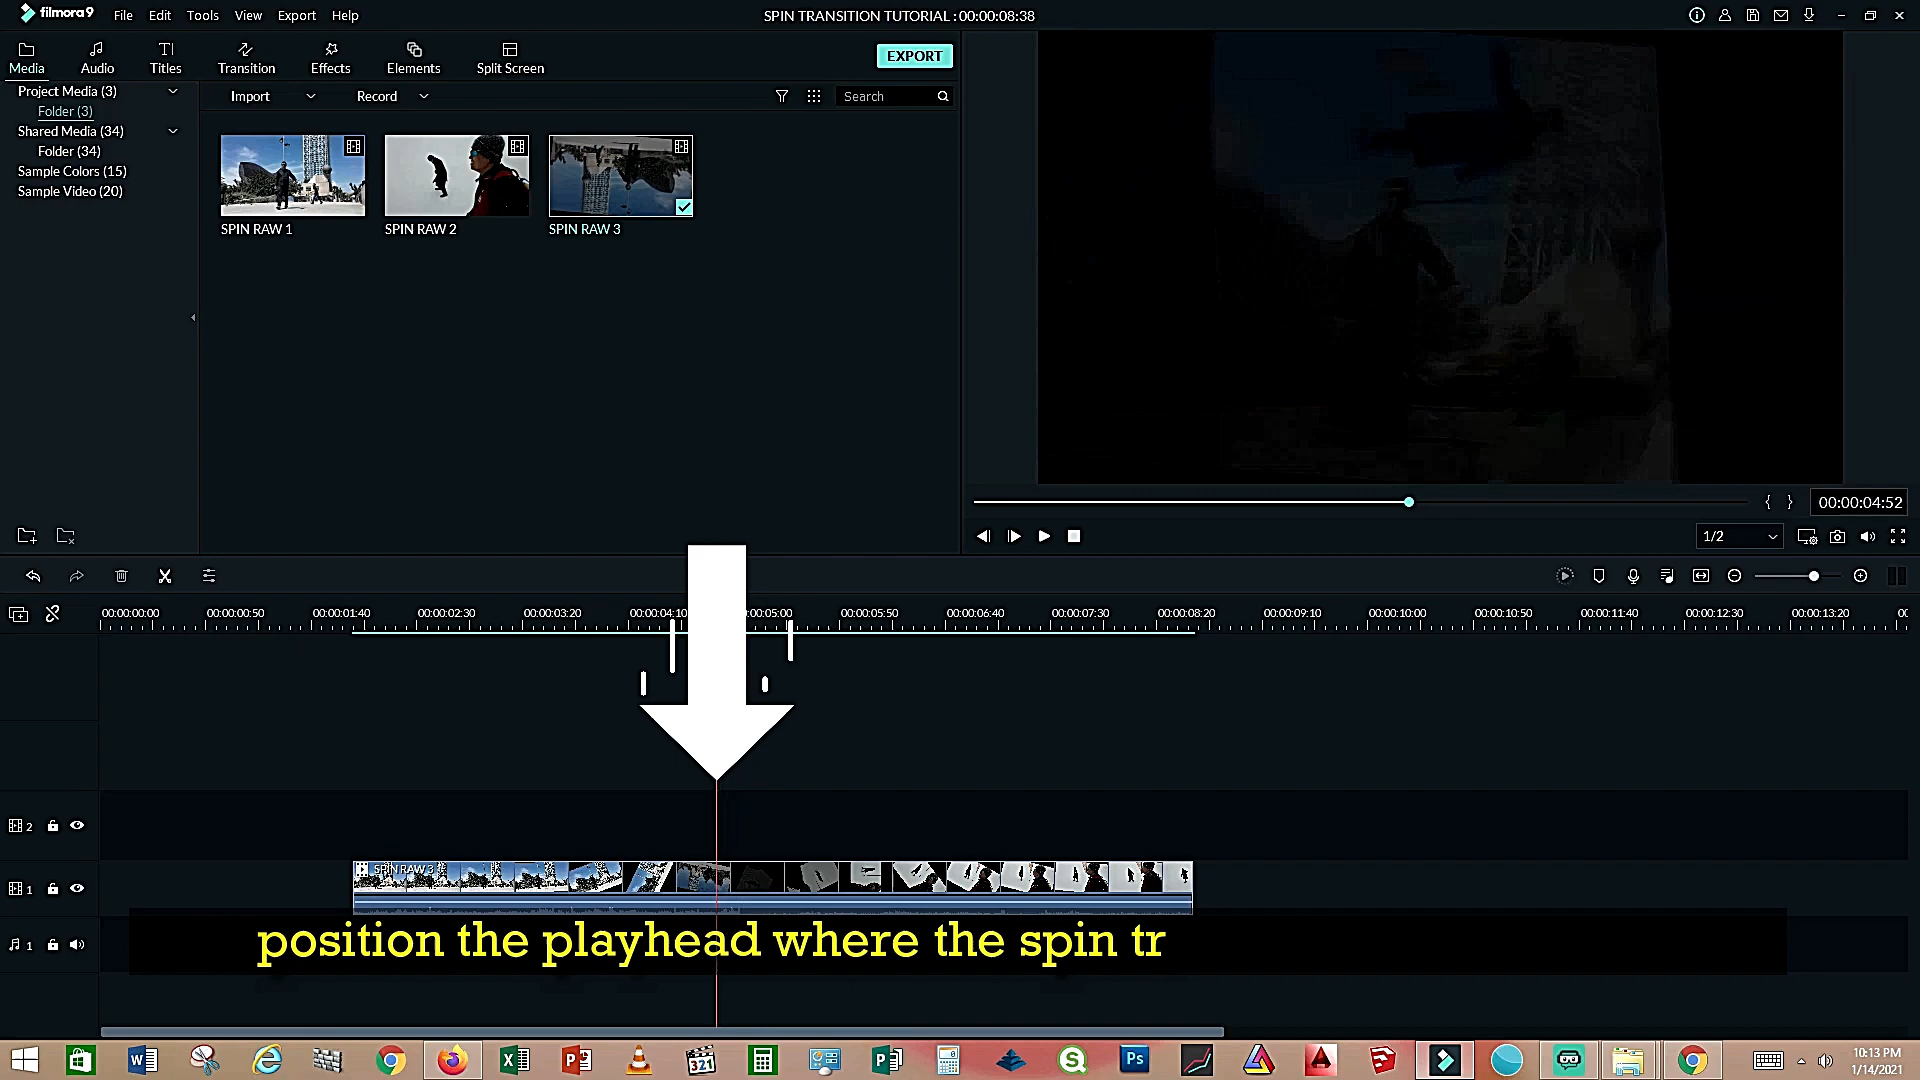 filmora9 File Edit Tools View Export Help SPIN TRANSITION TUTORIAL : 00:00:08:38
Media Audio Titles Transition Effects Elements Split Screen EXPORT
Project Media (3) Import Record Search
Folder (3)
Shared Media (34)
Folder (34)
Sample Colors (15)
Sample Video (20)
SPIN RAW 1 SPIN RAW 2 SPIN RAW 3
{ } 00:00:04:52
1/2
00:00:00:00 00:00:00:50 00:00:01:40 00:00:02:30 00:00:03:20 00:00:04:10 00:05:00 00:00:05:50 00:00:06:40 00:00:07:30 00:00:08:20 00:00:09:10 00:00:10:00 00:00:10:50 00:00:11:40 00:00:12:30 00:00:13:20
2
SPIN RAW 3
1
1
position the playhead where the spin tr
321 Ps
10:13 PM
1/14/2021